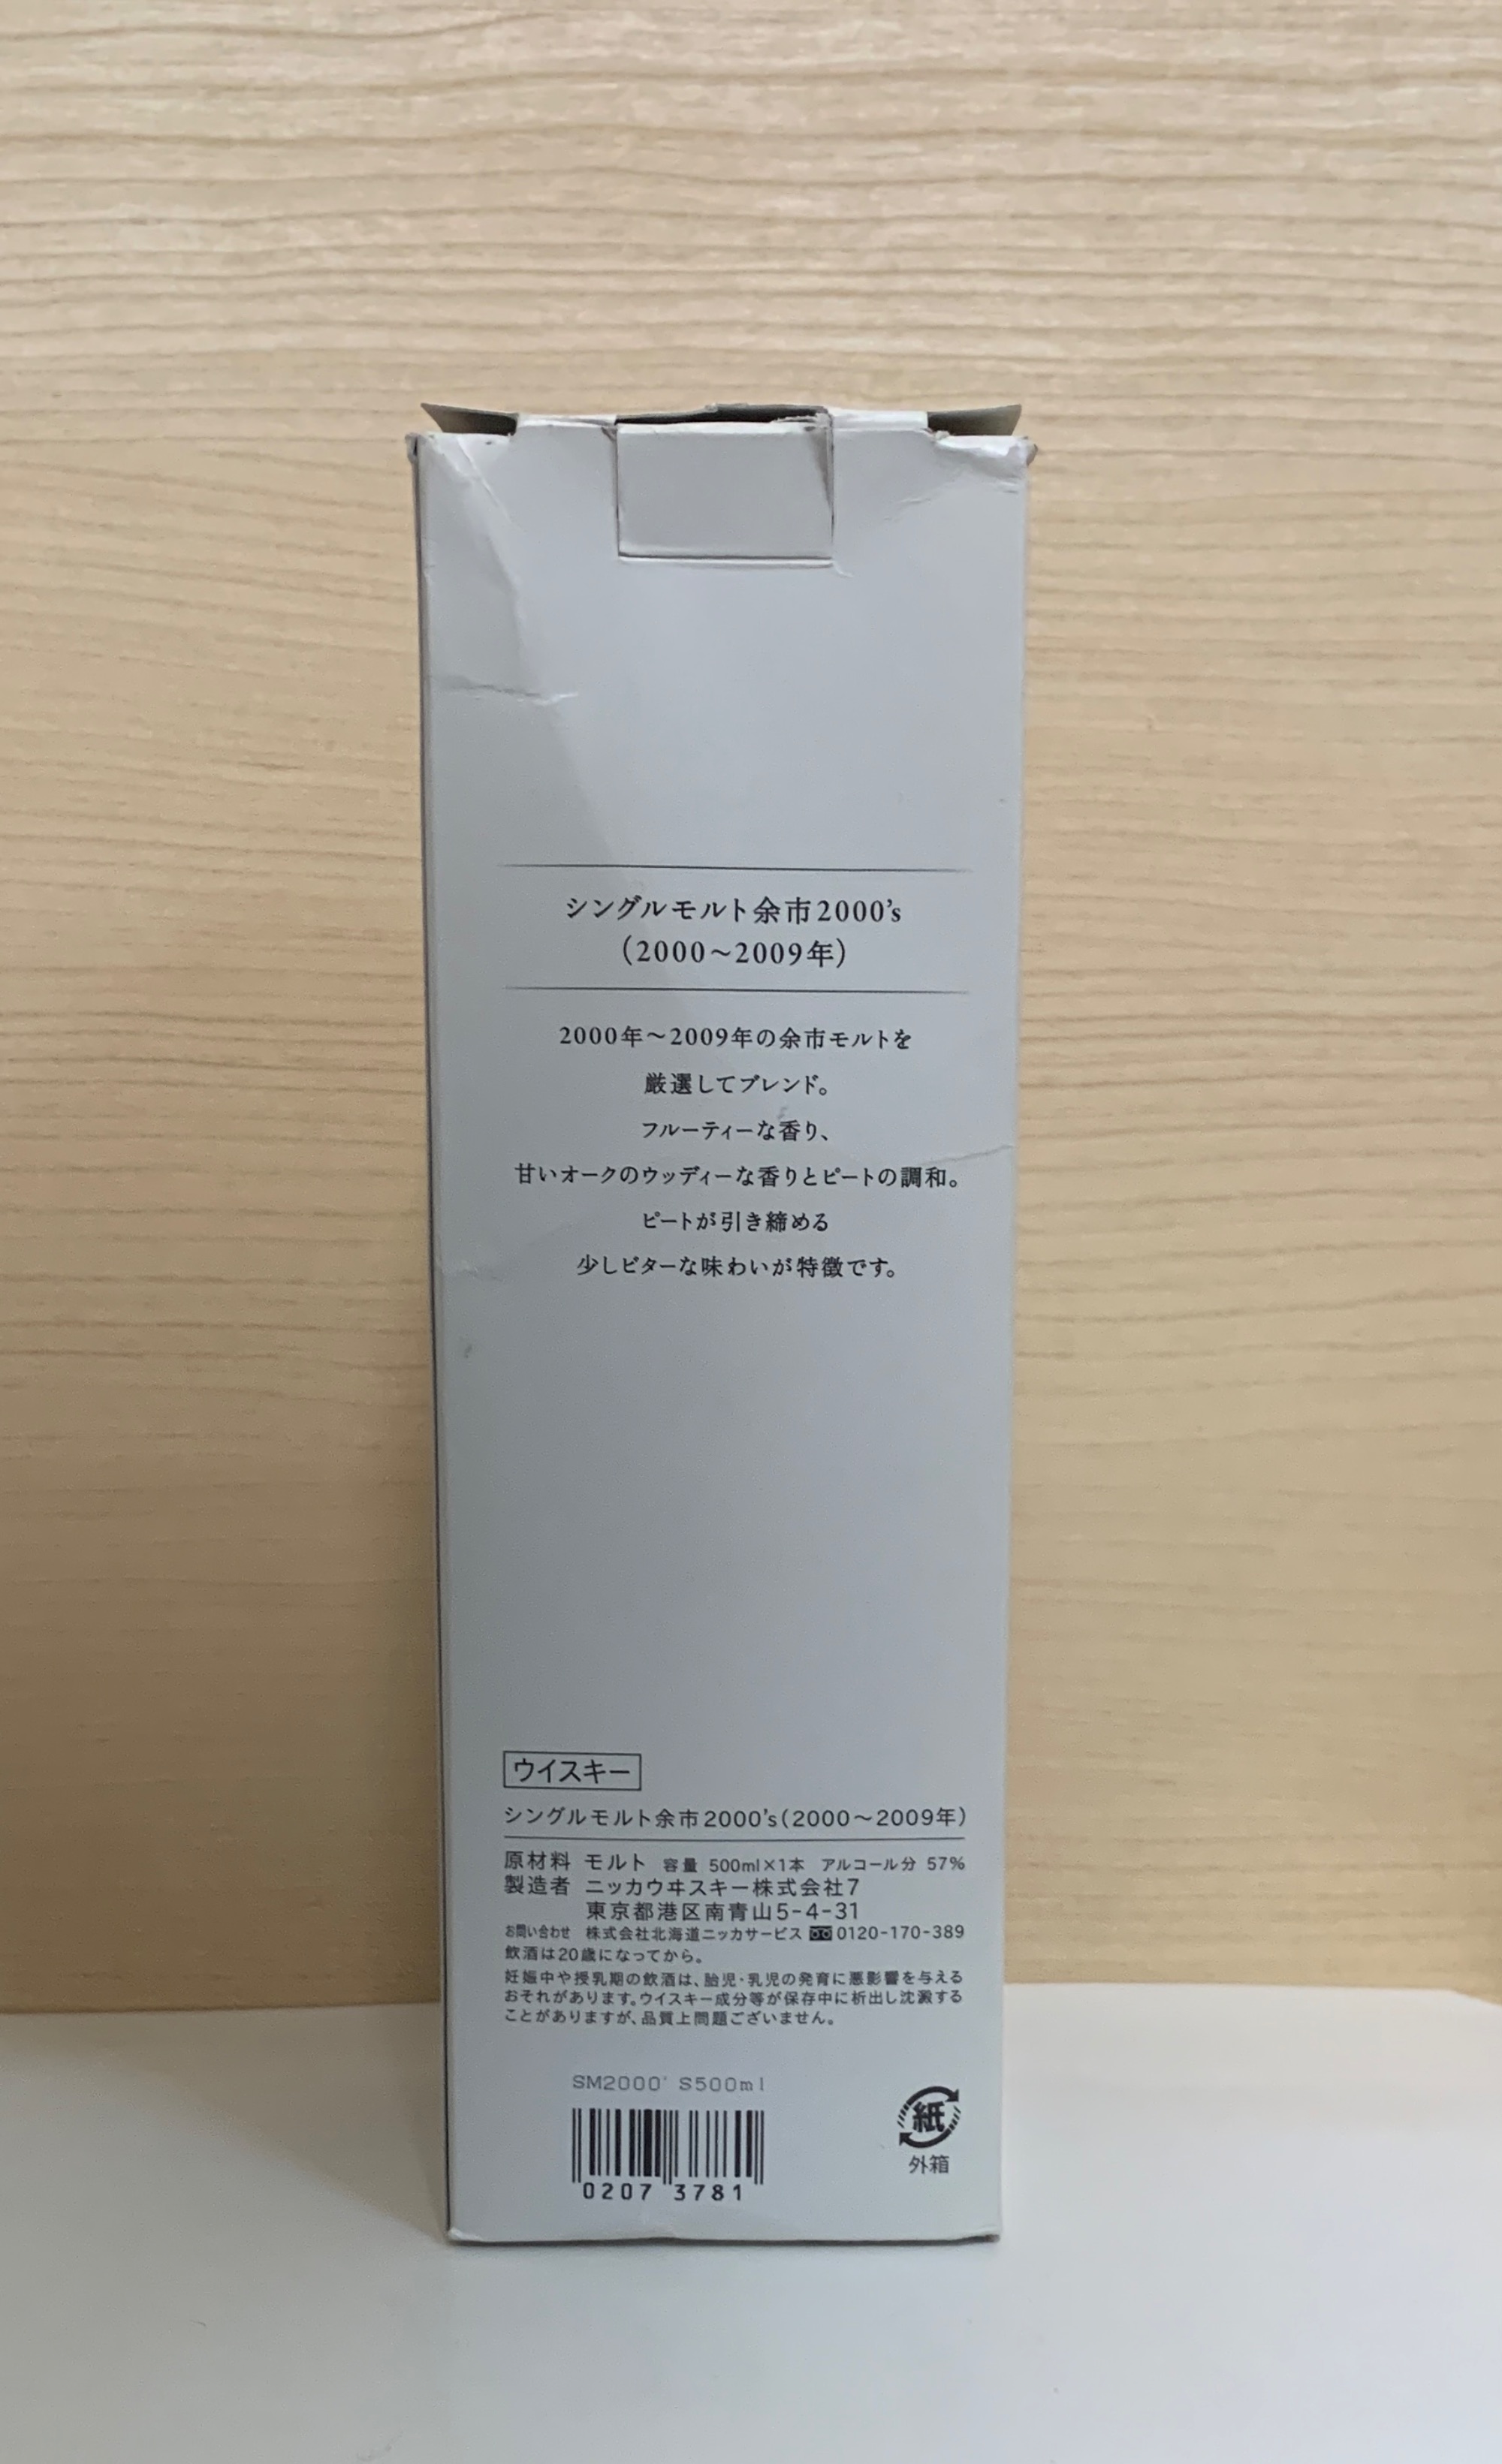 シングルモルト余市2000's
（2000～2009年）
2000年～2009年の余市モルトを
厳選してブレンド。
フルーティーな香り、
甘いオークのウッディーな香りとピートの調和。
ピートが引き締める
少しビターな味わいが特徴です。
ウイスキー
シングルモルト余市2000's(2000～2009年)
原材料 モルト 容量 500ml×1本 アルコール分 57%
製造者 ニッカウヰスキー株式会社7
東京都港区南青山5-4-31
お問い合わせ 株式会社北海道ニッカサービス 0120-170-389
飲酒は20歳になってから。
妊娠中や授乳期の飲酒は、胎児・乳児の発育に悪影響を与える
おそれがあります。ウイスキー成分等が保存中に析出し沈澱する
ことがありますが、品質上問題ございません。
SM2000' S500ml
0207 3781
紙
外箱